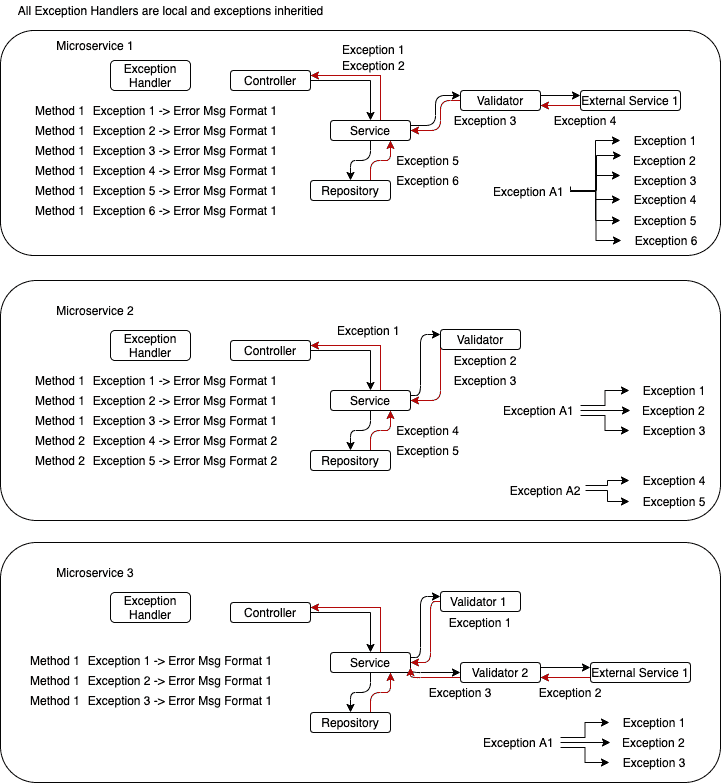 All Exception Handlers are local and exceptions inheritied
Microservice 1
Exception
Handler
Controller
Exception 1
Exception 2
Service
Validator
External Service 1
Exception 3
Exception 4
Exception 5
Exception 6
Repository
Method 1 Exception 1 -> Error Msg Format 1
Method 1 Exception 2 -> Error Msg Format 1
Method 1 Exception 3 -> Error Msg Format 1
Method 1 Exception 4 -> Error Msg Format 1
Method 1 Exception 5 -> Error Msg Format 1
Method 1 Exception 6 -> Error Msg Format 1
Exception A1
Exception 1
Exception 2
Exception 3
Exception 4
Exception 5
Exception 6
Microservice 2
Exception
Handler
Controller
Exception 1
Validator
Exception 2
Exception 3
Service
Exception 4
Exception 5
Repository
Method 1 Exception 1 -> Error Msg Format 1
Method 1 Exception 2 -> Error Msg Format 1
Method 1 Exception 3 -> Error Msg Format 1
Method 2 Exception 4 -> Error Msg Format 2
Method 2 Exception 5 -> Error Msg Format 2
Exception A1
Exception 1
Exception 2
Exception 3
Exception A2
Exception 4
Exception 5
Microservice 3
Exception
Handler
Controller
Validator 1
Exception 1
Service
Validator 2
External Service 1
Exception 3
Exception 2
Repository
Method 1 Exception 1 -> Error Msg Format 1
Method 1 Exception 2 -> Error Msg Format 1
Method 1 Exception 3 -> Error Msg Format 1
Exception A1
Exception 1
Exception 2
Exception 3